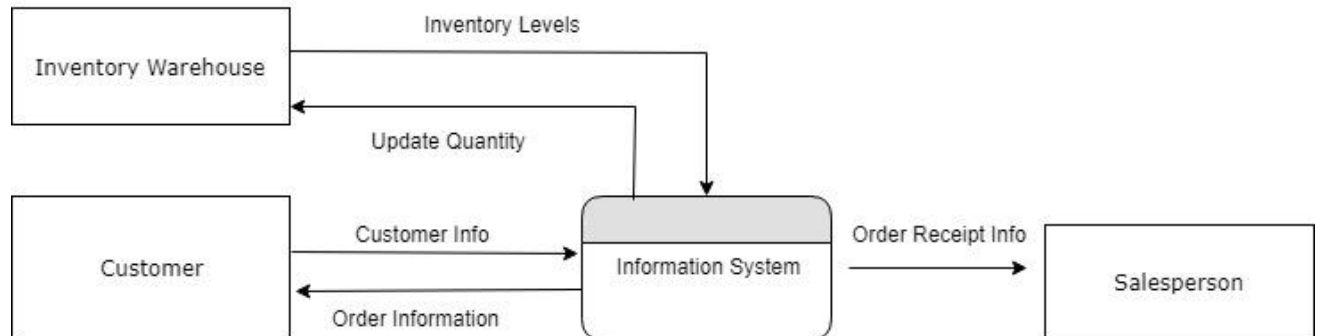 Inventory Levels
Inventory Warehouse
Update Quantity
Customer Info
Order Receipt Info
Customer
Information System
Salesperson
Order Information